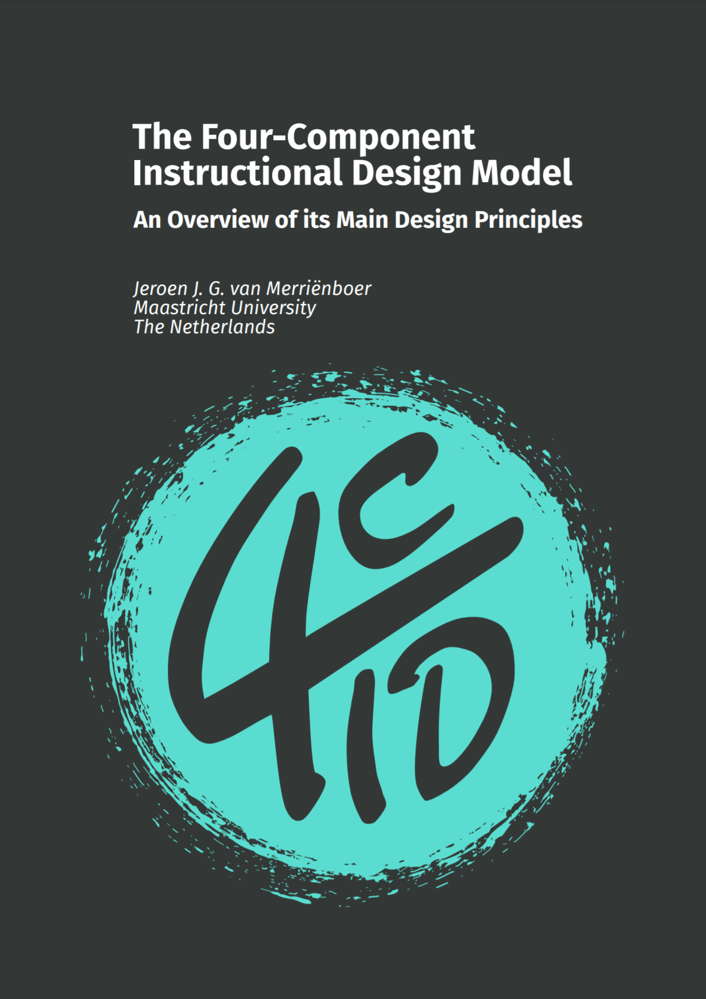 The Four-Component
Instructional Design Model
An Overview of its Main Design Principles
Jeroen J. G. van Merriënboer
Maastricht University
The Netherlands
4C
ID